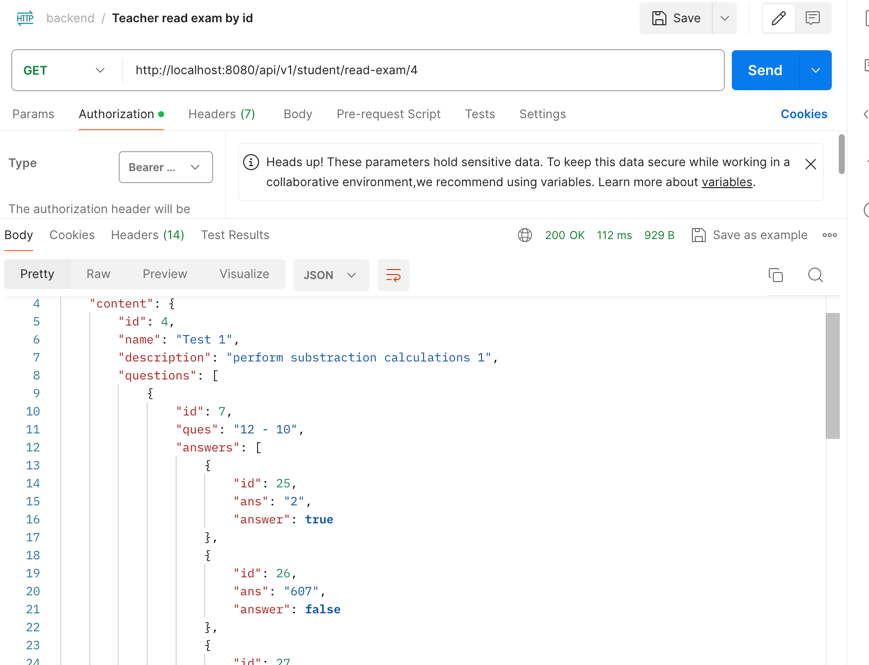 HTTP backend / Teacher read exam by id Save
GET http://localhost:8080/api/v1/student/read-exam/4 Send
Params Authorization Headers (7) Body Pre-request Script Tests Settings Cookies
Type Bearer ...
Heads up! These parameters hold sensitive data. To keep this data secure while working in a
collaborative environment,we recommend using variables. Learn more about variables.
The authorization header will be
Body Cookies Headers (14) Test Results 200 OK 112 ms 929 B Save as example
Pretty Raw Preview Visualize JSON
4 "content": {
5 "id": 4,
6 "name": "Test 1",
7 "description": "perform substraction calculations 1",
8 "questions": [
9 {
10 "id": 7,
11 "ques": "12 - 10",
12 "answers": [
13 {
14 "id": 25,
15 "ans": "2",
16 "answer": true
17 },
18 {
19 "id": 26,
20 "ans": "607",
21 "answer": false
22 },
23 {
24 "id": 27